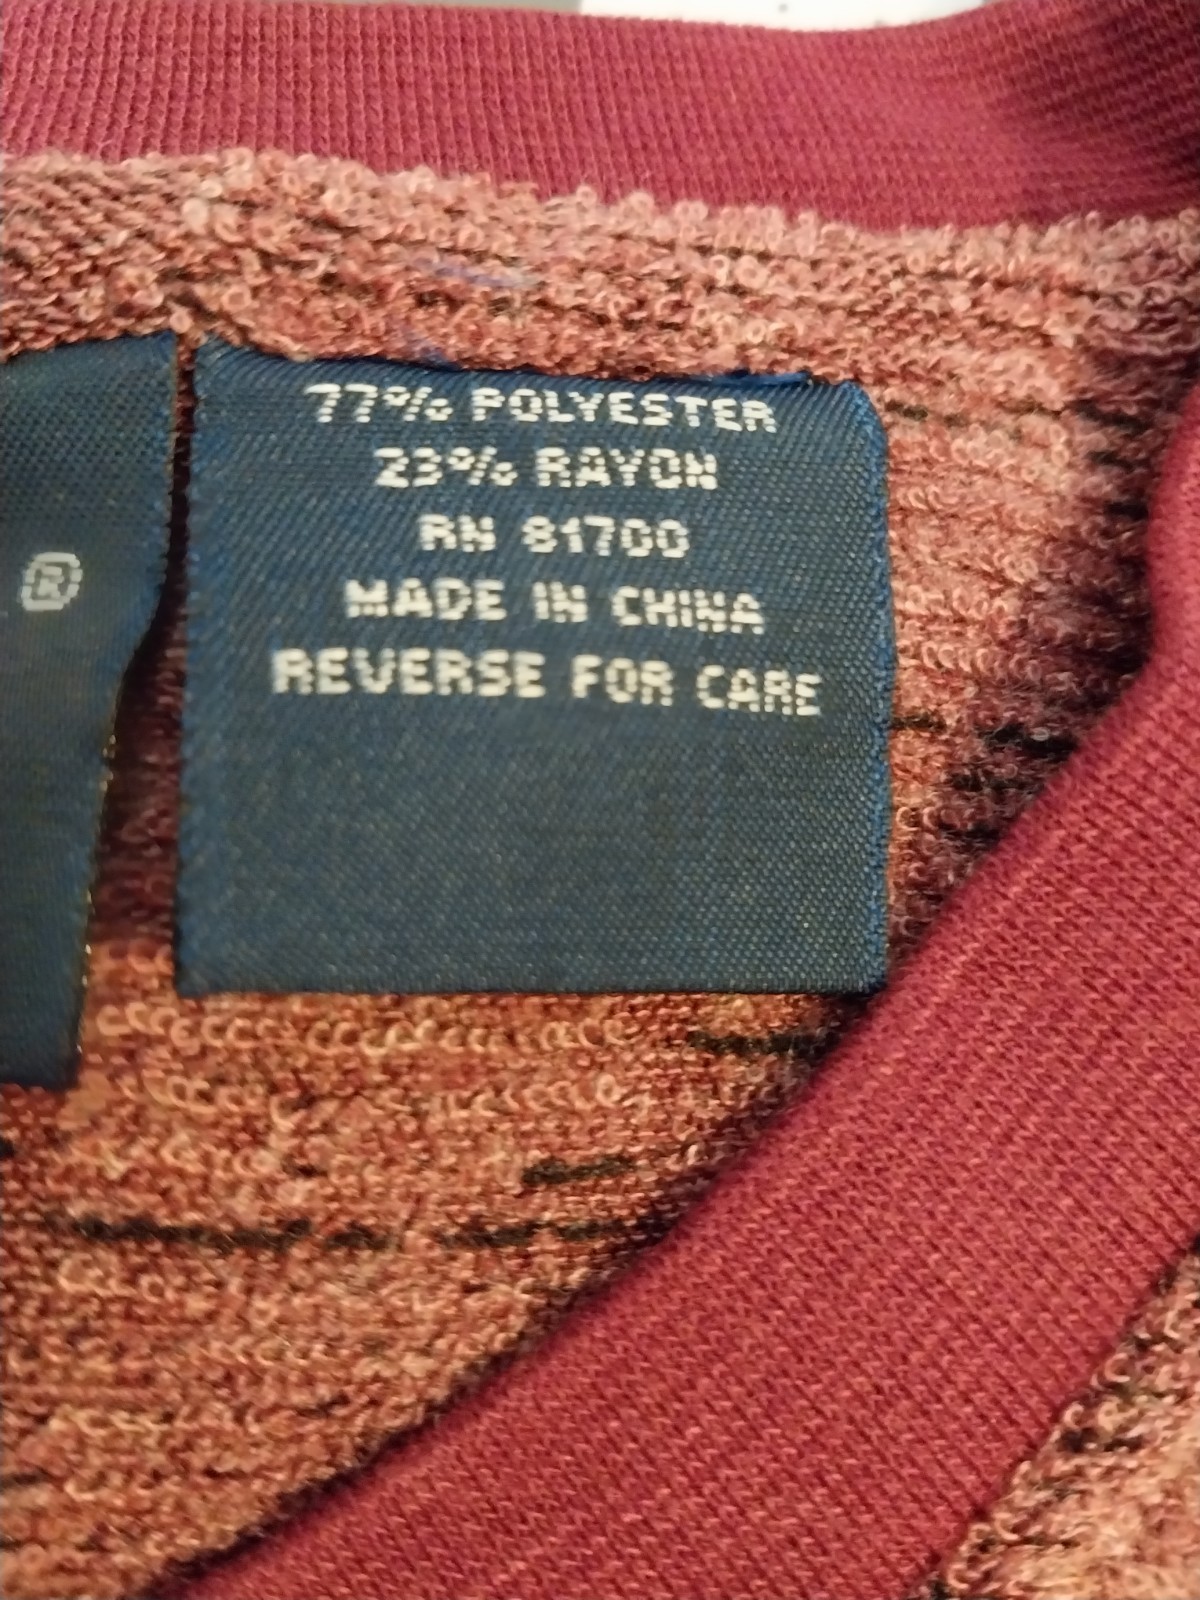 ®
77% POLYESTER
23% RAYON
RN 81700
MADE IN CHINA
REVERSE FOR CARE